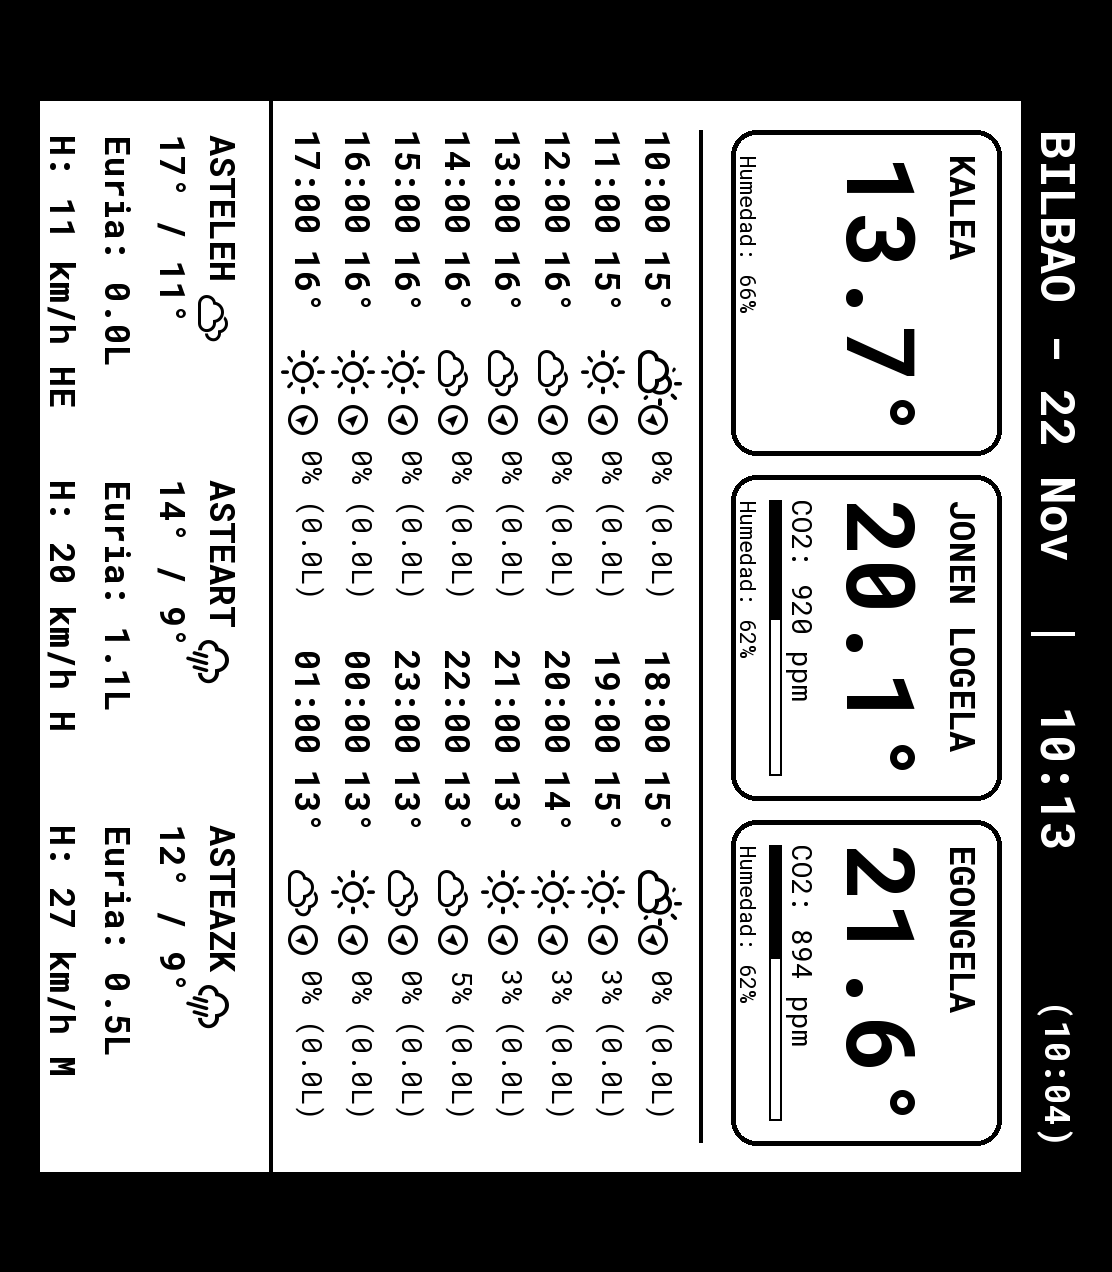 BILBAO - 22 Nov | 10:13 (10:04)
KALEA
13.7°
Humedad: 66%
JONEN LOGELA
20.1°
CO2: 920 ppm
Humedad: 62%
EGONGELA
21.6°
CO2: 894 ppm
Humedad: 62%
10:00 15° 0% (0.0L)
11:00 15° 0% (0.0L)
12:00 16° 0% (0.0L)
13:00 16° 0% (0.0L)
14:00 16° 0% (0.0L)
15:00 16° 0% (0.0L)
16:00 16° 0% (0.0L)
17:00 16° 0% (0.0L)
18:00 15° 0% (0.0L)
19:00 15° 3% (0.0L)
20:00 14° 3% (0.0L)
21:00 13° 3% (0.0L)
22:00 13° 5% (0.0L)
23:00 13° 0% (0.0L)
00:00 13° 0% (0.0L)
01:00 13° 0% (0.0L)
ASTELEH
17° / 11°
Euria: 0.0L
H: 11 km/h HE
ASTEART
14° / 9°
Euria: 1.1L
H: 20 km/h H
ASTEAZK
12° / 9°
Euria: 0.5L
H: 27 km/h M